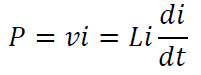 P = vi = Li di/dt